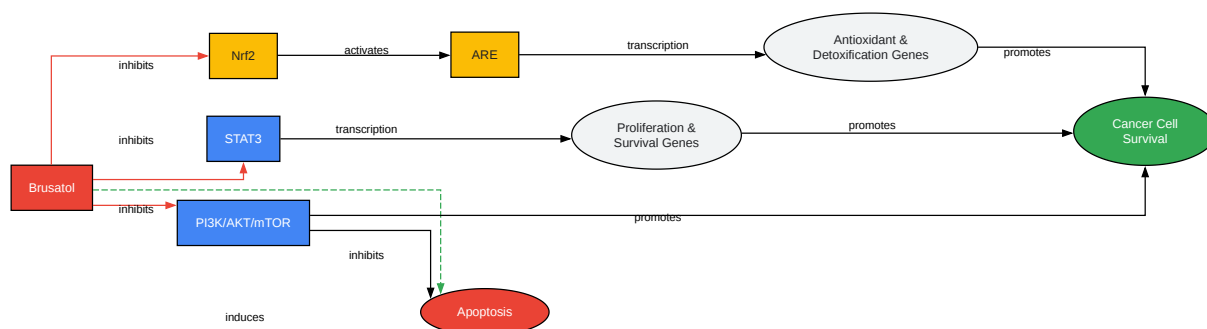 Nrf2
activates
ARE
transcription
Antioxidant &
Detoxification Genes
promotes
inhibits
STAT3
transcription
Proliferation &
Survival Genes
promotes
Cancer Cell
Survival
inhibits
Brusatol
inhibits
PI3K/AKT/mTOR
promotes
inhibits
Apoptosis
induces